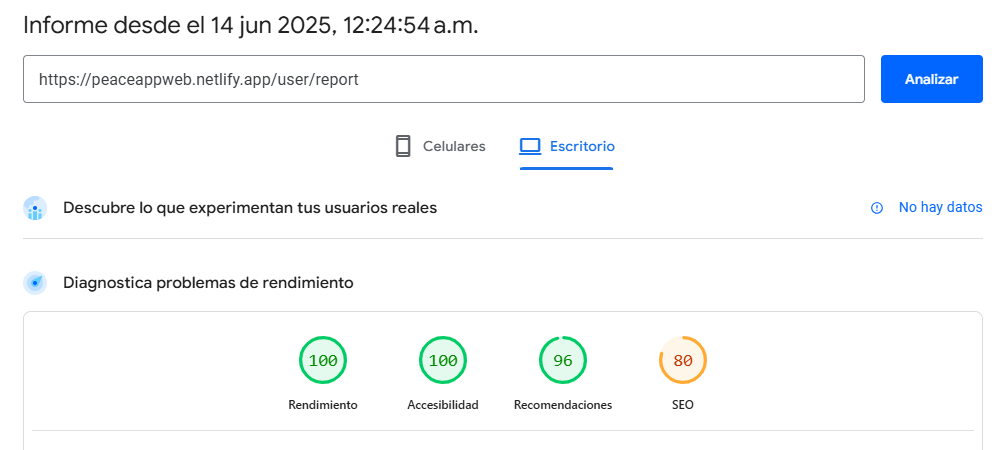 Informe desde el 14 jun 2025, 12:24:54 a.m.
https://peaceappweb.netlify.app/user/report
Analizar
Celulares
Escritorio
Descubre lo que experimentan tus usuarios reales
No hay datos
Diagnostica problemas de rendimiento
100
100
96
80
Rendimiento
Accesibilidad
Recomendaciones
SEO